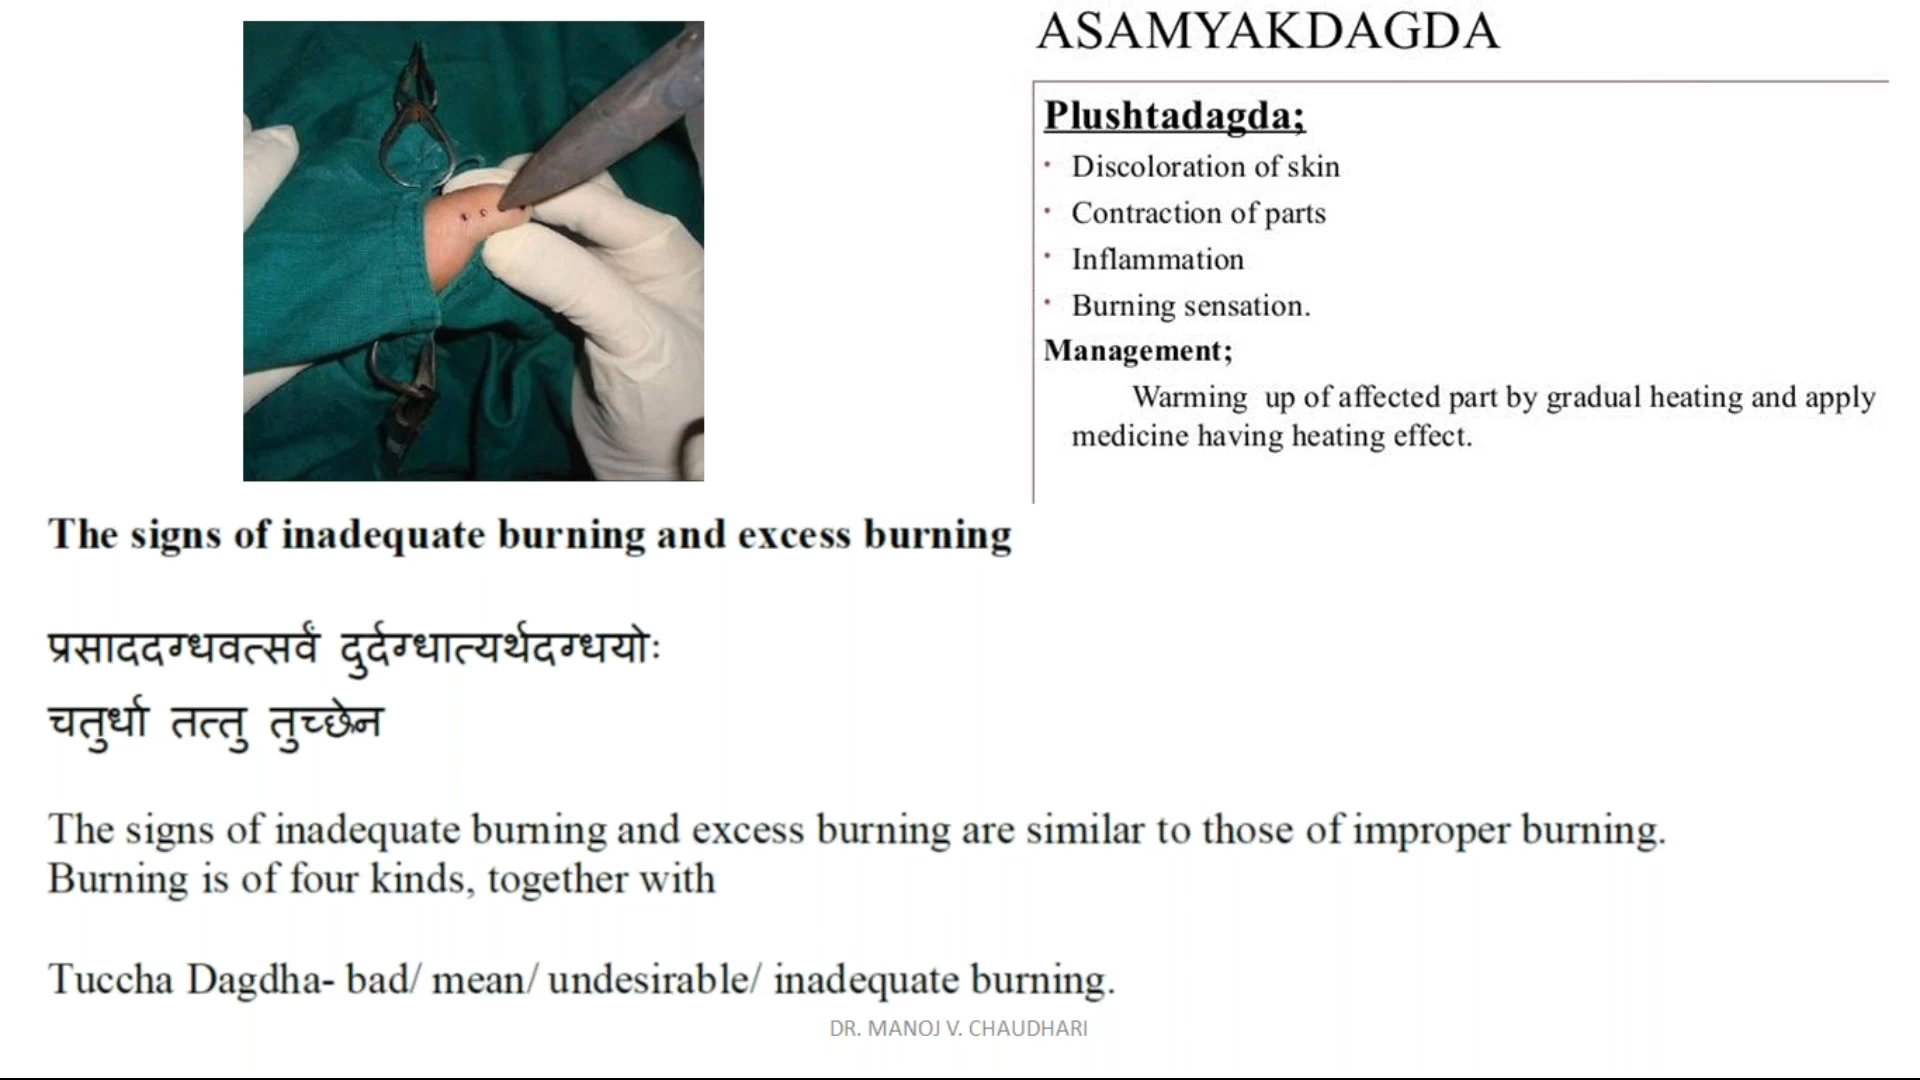 ASAMYAKDAGDA
Plushtadagda;
• Discoloration of skin
• Contraction of parts
• Inflammation
• Burning sensation.
Management;
Warming up of affected part by gradual heating and apply
medicine having heating effect.
The signs of inadequate burning and excess burning
प्रसाददग्धवत्सर्वं दुर्दग्धात्यर्थदग्धयोः
चतुर्धा तत्तु तुच्छेन
The signs of inadequate burning and excess burning are similar to those of improper burning.
Burning is of four kinds, together with
Tuccha Dagdha- bad/ mean/ undesirable/ inadequate burning.
DR. MANOJ V. CHAUDHARI